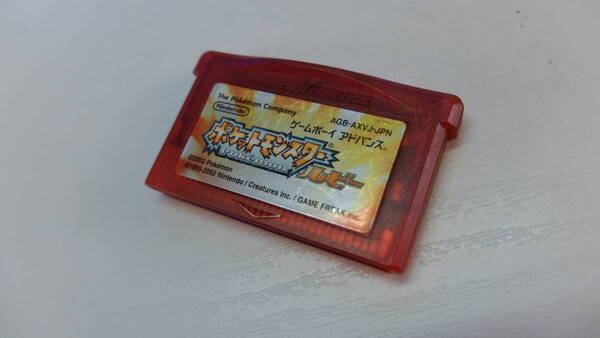 The Pokémon Company
Nintendo
AGB-AXVJ-JPN
ゲームボーイ アドバンス®
ポケットモンスター®
POCKET MONSTERS
ルビー
©2002 Pokémon
©1995-2002 Nintendo / Creatures Inc. / GAME FREAK inc.